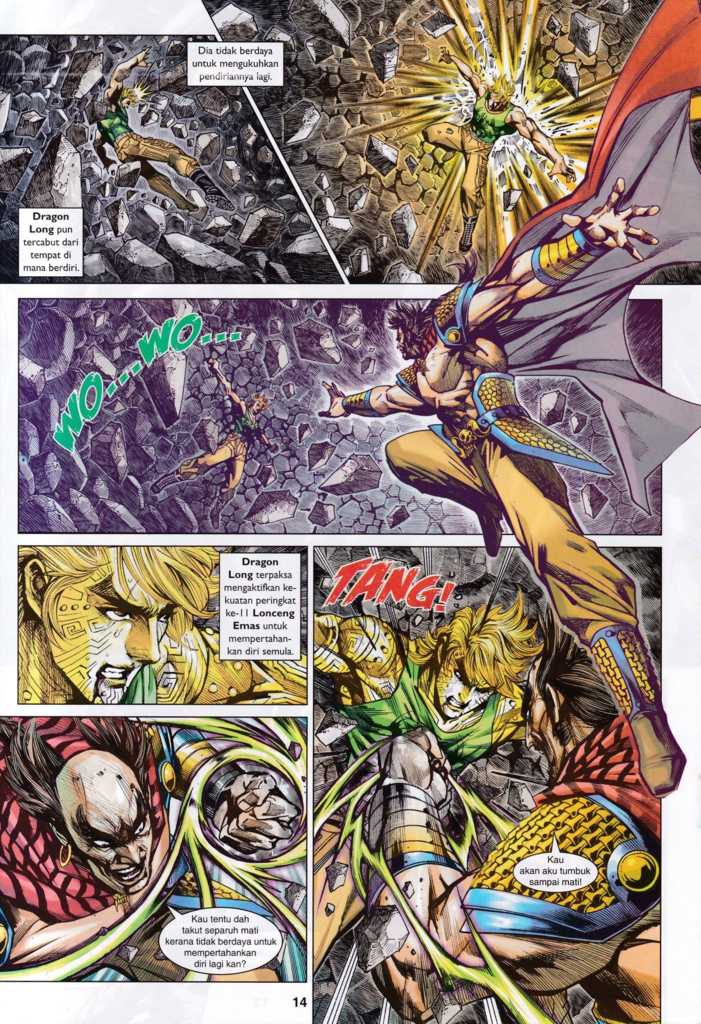 Dia tidak berdaya
untuk mengukuhkan
pendiriannya lagi.
Dragon
Long pun
tercabut dari
tempat di
mana berdiri.
WO...WO...
Dragon
Long terpaksa
mengaktifkan ke-
kuatan peringkat
ke-11 Lonceng
Emas untuk
mempertahan-
kan diri semula.
TANG!
Kau tentu dah
takut separuh mati
kerana tidak berdaya untuk
mempertahankan
diri lagi kan?
Kau
akan aku tumbuk
sampai mati!
14